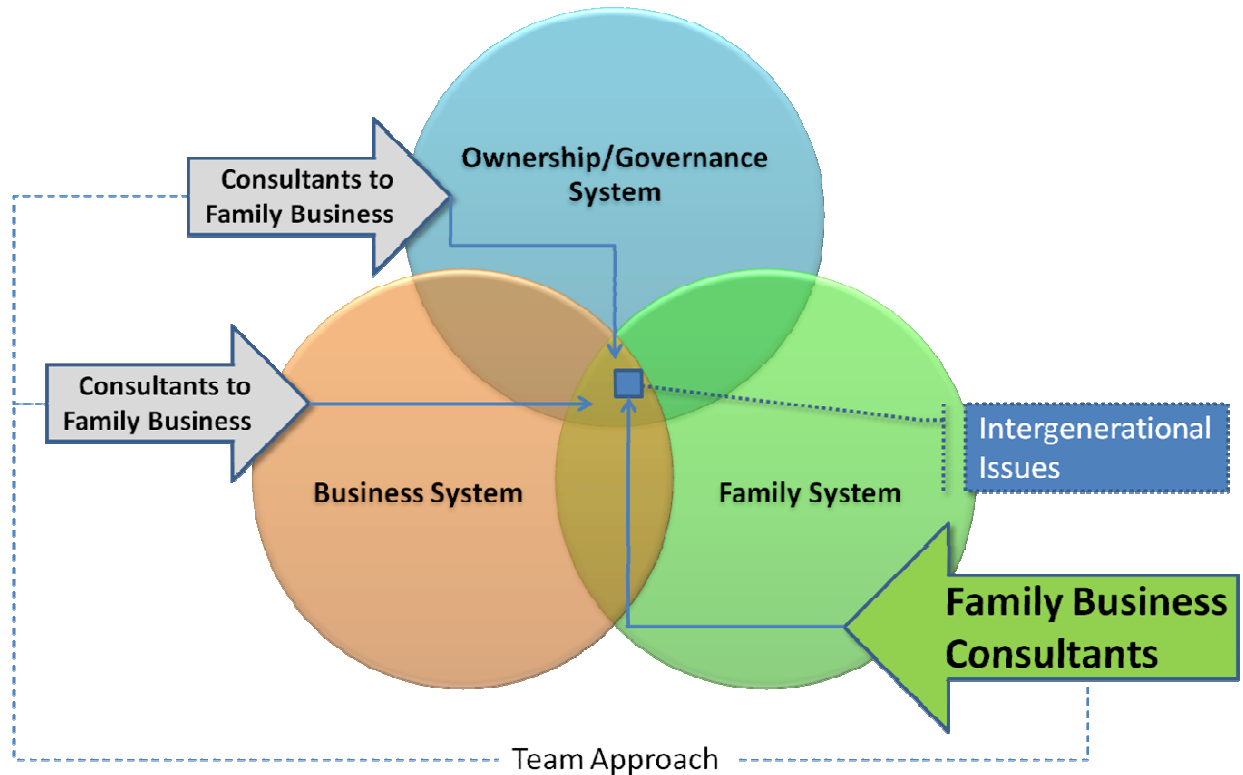 Ownership/Governance
System
Consultants to
Family Business
Consultants to
Family Business
Intergenerational
Issues
Business System
Family System
Family Business
Consultants
Team Approach